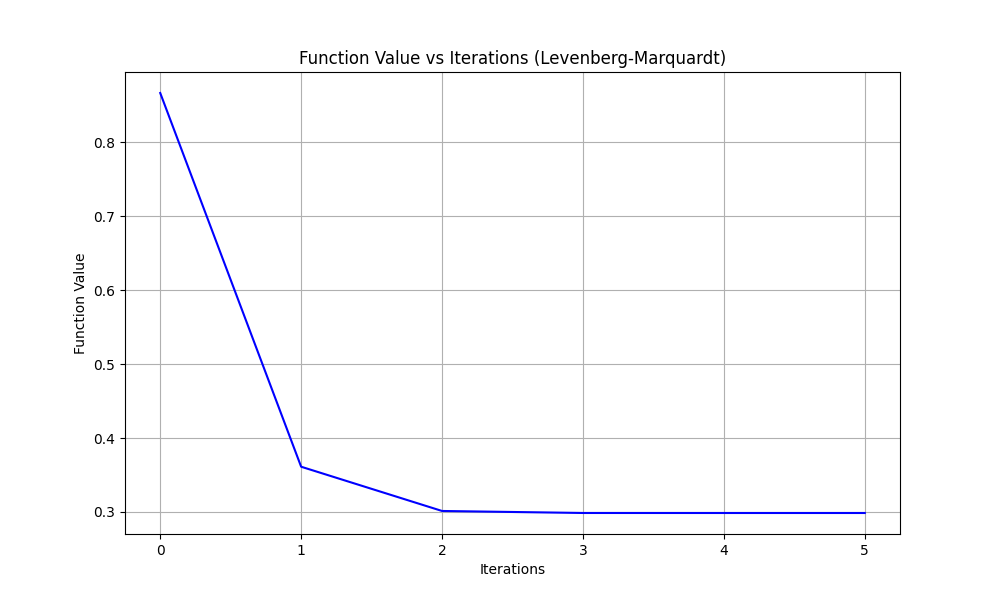 Function Value vs Iterations (Levenberg-Marquardt)
0.8
0.7
0.6
0.5
0.4
0.3
Function Value
0 1 2 3 4 5
Iterations